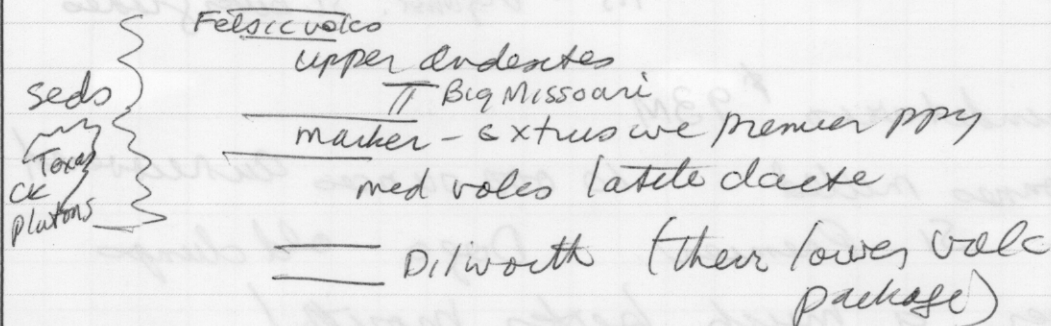 Felsic volcs
upper andesites
π Big Missouri
seds
marker - extrusive premier ppy
Texas
CK
plutons
med volcs latite dacite
Dilworth (their lower volc
package)